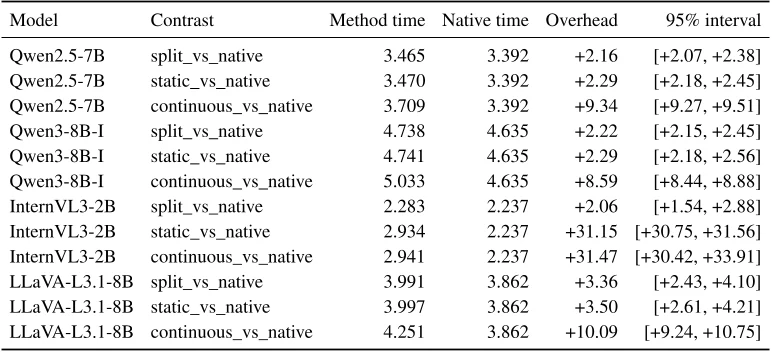 Model Contrast Method time Native time Overhead 95% interval
Qwen2.5-7B split_vs_native 3.465 3.392 +2.16 [+2.07, +2.38]
Qwen2.5-7B static_vs_native 3.470 3.392 +2.29 [+2.18, +2.45]
Qwen2.5-7B continuous_vs_native 3.709 3.392 +9.34 [+9.27, +9.51]
Qwen3-8B-I split_vs_native 4.738 4.635 +2.22 [+2.15, +2.45]
Qwen3-8B-I static_vs_native 4.741 4.635 +2.29 [+2.18, +2.56]
Qwen3-8B-I continuous_vs_native 5.033 4.635 +8.59 [+8.44, +8.88]
InternVL3-2B split_vs_native 2.283 2.237 +2.06 [+1.54, +2.88]
InternVL3-2B static_vs_native 2.934 2.237 +31.15 [+30.75, +31.56]
InternVL3-2B continuous_vs_native 2.941 2.237 +31.47 [+30.42, +33.91]
LLaVA-L3.1-8B split_vs_native 3.991 3.862 +3.36 [+2.43, +4.10]
LLaVA-L3.1-8B static_vs_native 3.997 3.862 +3.50 [+2.61, +4.21]
LLaVA-L3.1-8B continuous_vs_native 4.251 3.862 +10.09 [+9.24, +10.75]